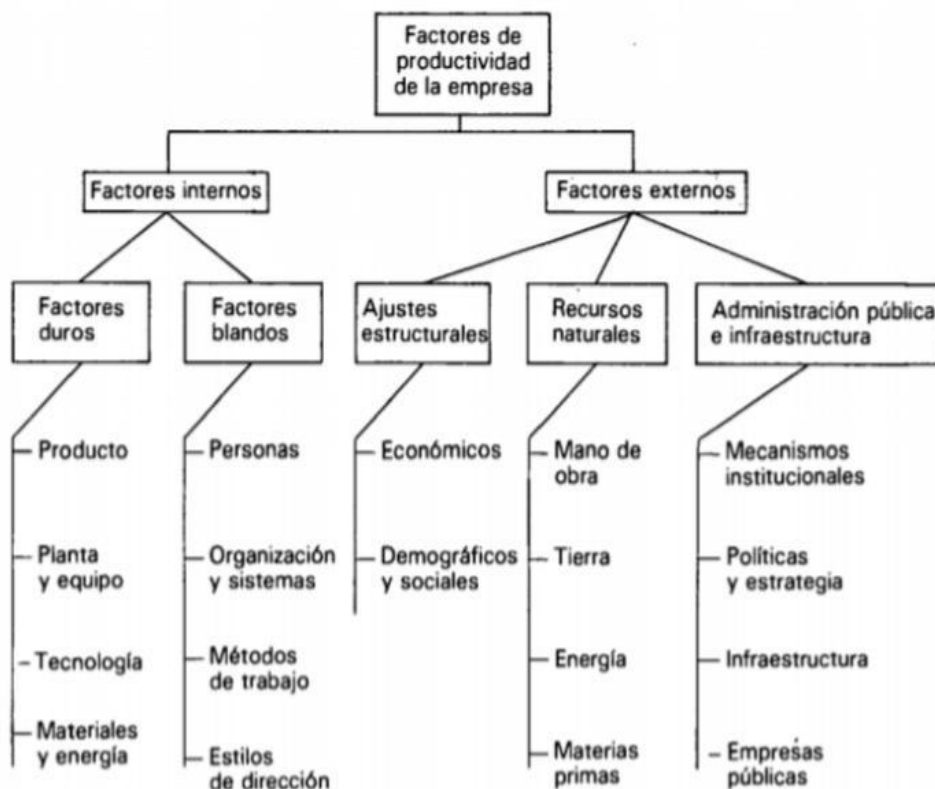 Factores de
productividad
de la empresa
Factores internos
Factores externos
Factores
duros
Factores
blandos
Ajustes
estructurales
Recursos
naturales
Administración pública
e infraestructura
Producto
Planta
y equipo
Tecnología
Materiales
y energía
Personas
Organización
y sistemas
Métodos
de trabajo
Estilos
de dirección
Económicos
Demográficos
y sociales
Mano de
obra
Tierra
Energía
Materias
primas
Mecanismos
institucionales
Políticas
y estrategia
Infraestructura
Empresas
públicas